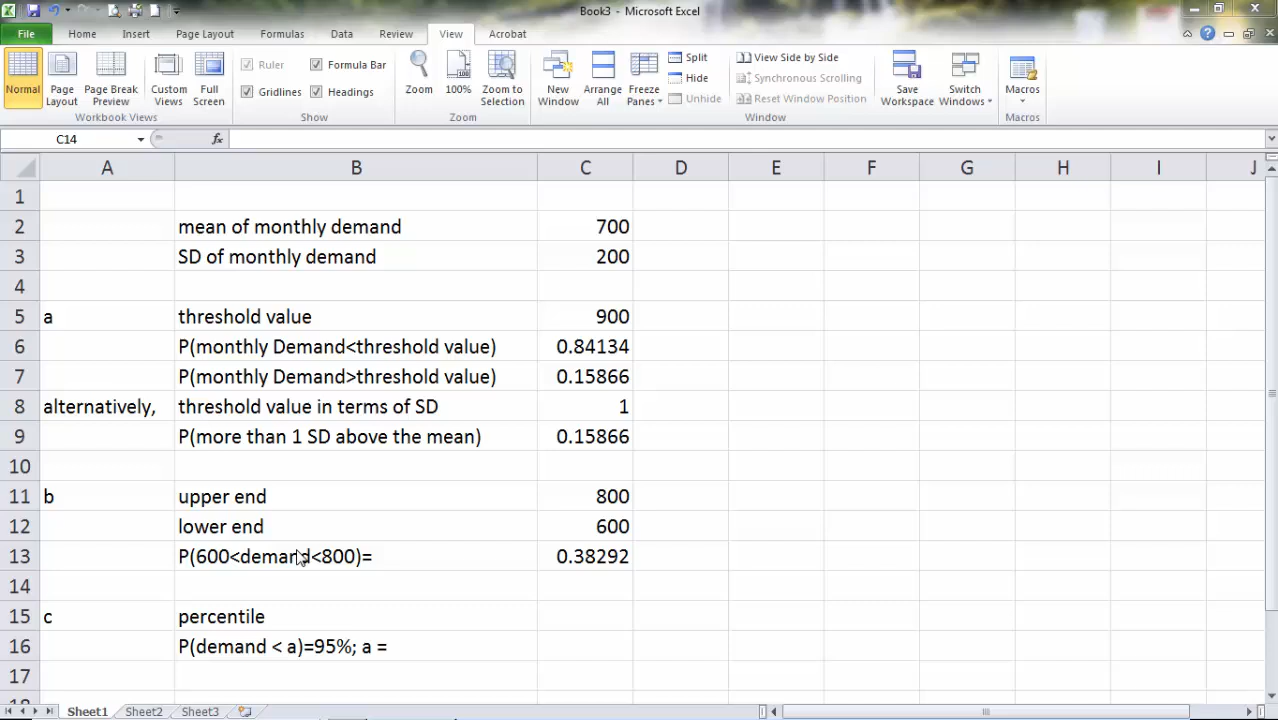 Book3 - Microsoft Excel
File Home Insert Page Layout Formulas Data Review View Acrobat
Normal Page Layout Page Break Preview Custom Views Full Screen
Workbook Views
Ruler Formula Bar
Gridlines Headings
Show
Zoom 100% Zoom to Selection
Zoom
New Window Arrange All Freeze Panes
Split
Hide
Unhide
View Side by Side
Synchronous Scrolling
Reset Window Position
Save Workspace Switch Windows
Window
Macros
Macros
C14 fx
A B C D E F G H I J
1
2 mean of monthly demand 700
3 SD of monthly demand 200
4
5 a threshold value 900
6 P(monthly Demand<threshold value) 0.84134
7 P(monthly Demand>threshold value) 0.15866
8 alternatively, threshold value in terms of SD 1
9 P(more than 1 SD above the mean) 0.15866
10
11 b upper end 800
12 lower end 600
13 P(600<demand<800)= 0.38292
14
15 c percentile
16 P(demand < a)=95%; a =
17
18
Sheet1 Sheet2 Sheet3